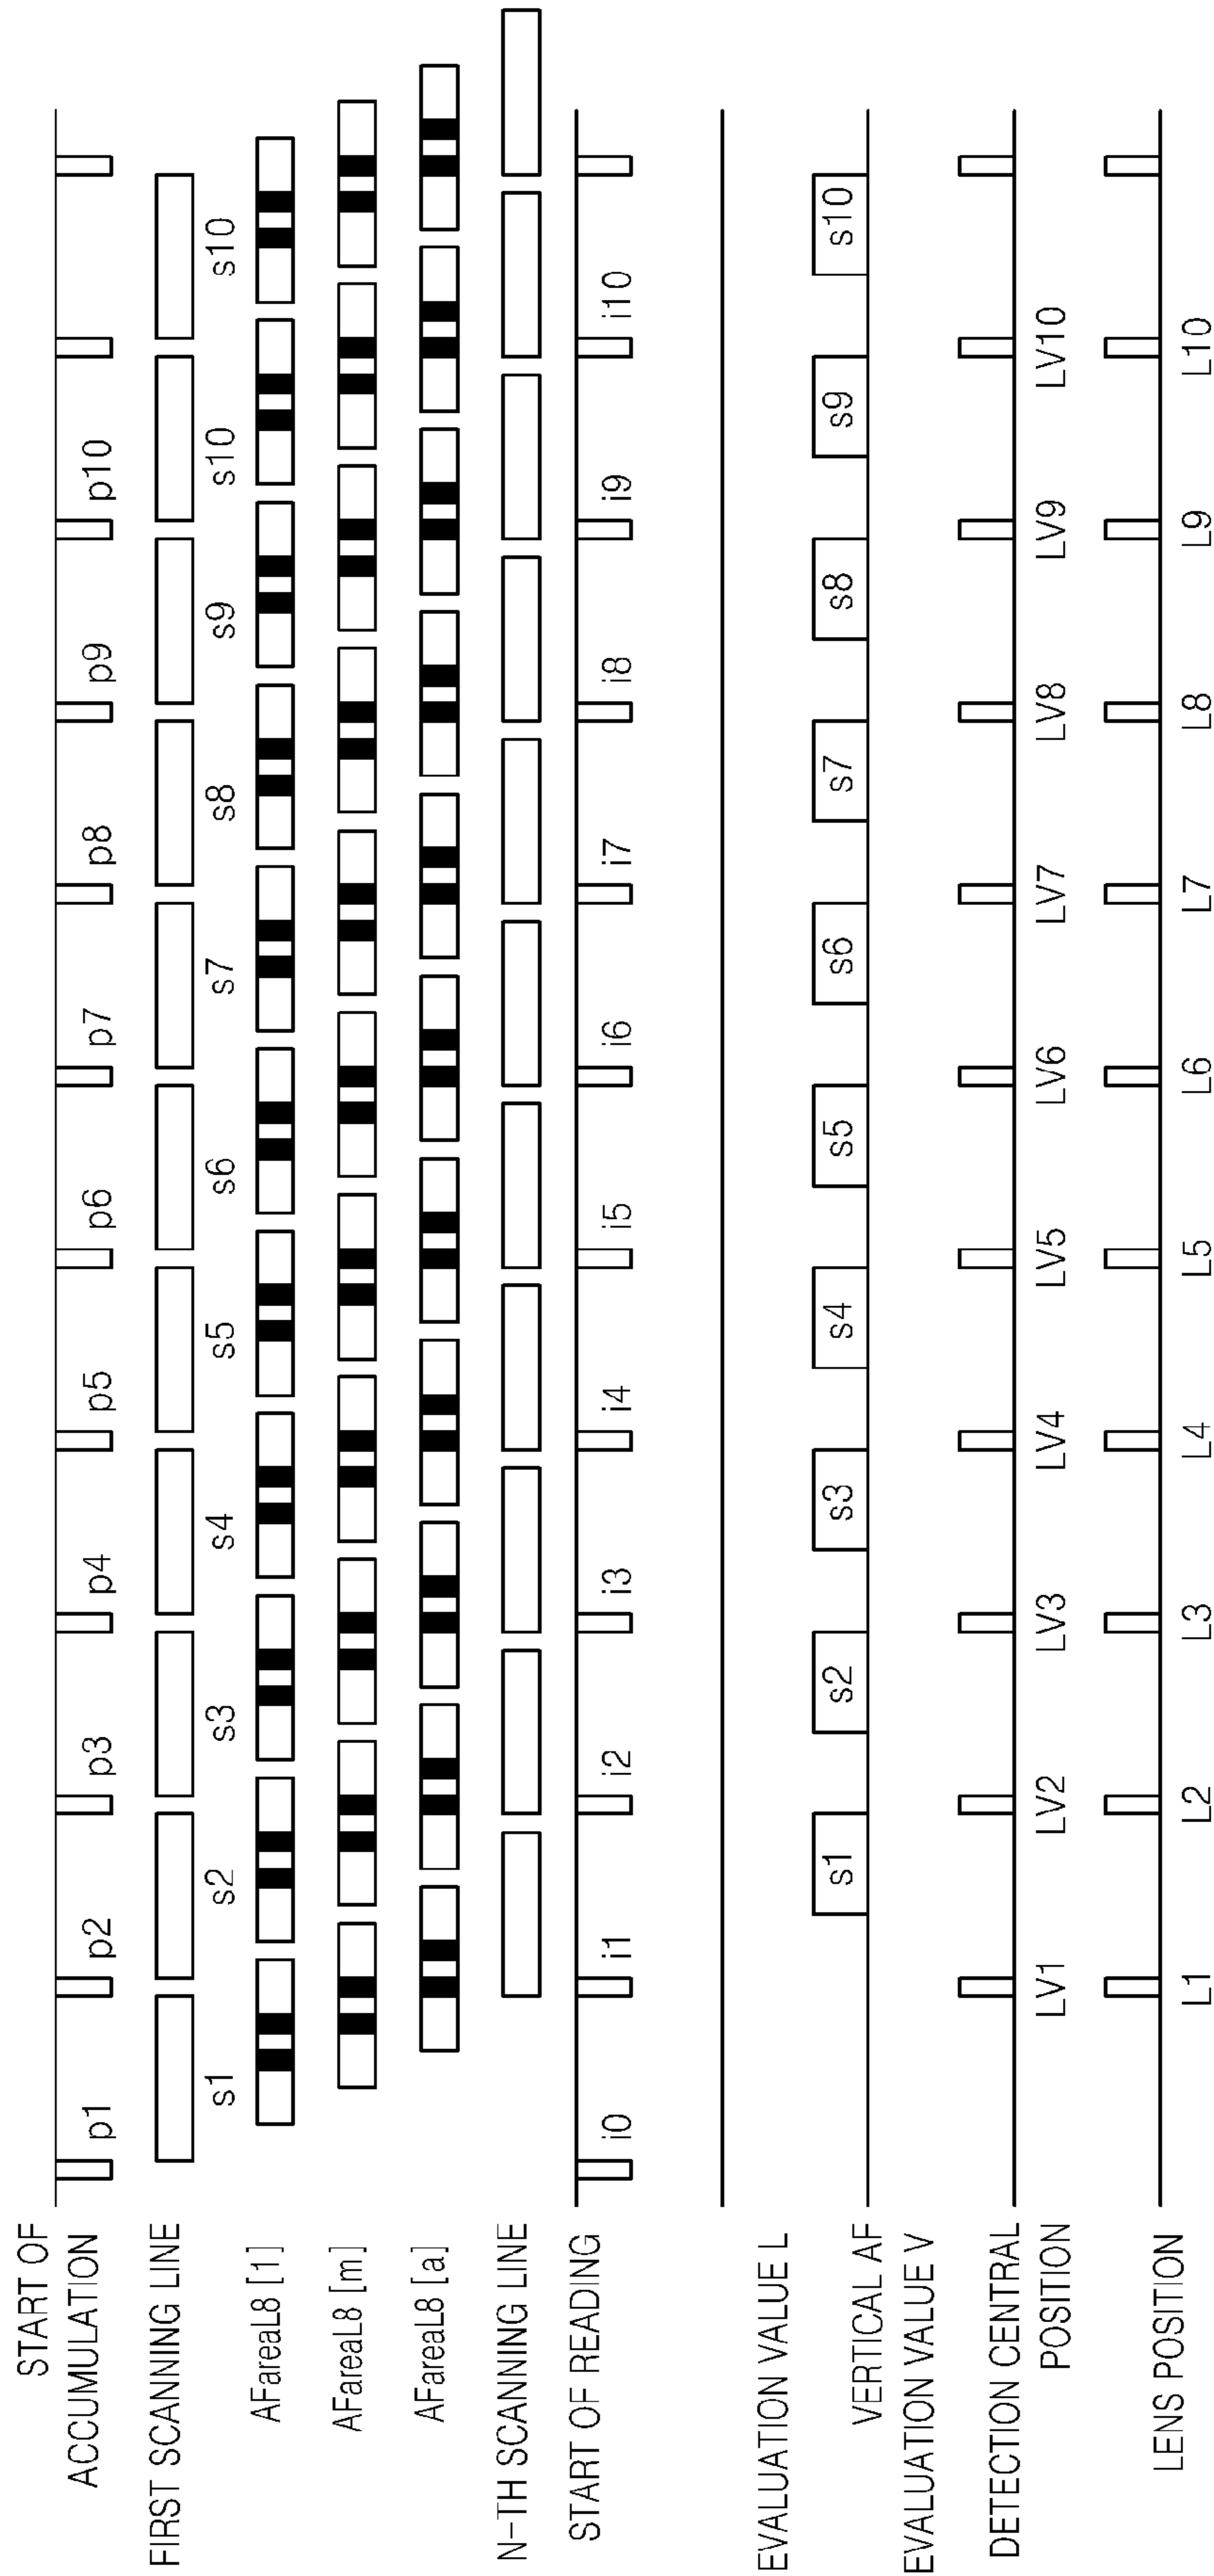 START OF
ACCUMULATION
p1 p2 p3 p4 p5 p6 p7 p8 p9 p10
FIRST SCANNING LINE
s1 s2 s3 s4 s5 s6 s7 s8 s9 s10 s10
AFareaL8 [1]
AFareaL8 [m]
AFareaL8 [a]
N-TH SCANNING LINE
START OF READING
i0 i1 i2 i3 i4 i5 i6 i7 i8 i9 i10
EVALUATION VALUE L
VERTICAL AF
s1 s2 s3 s4 s5 s6 s7 s8 s9 s10
EVALUATION VALUE V
DETECTION CENTRAL
POSITION
LV1 LV2 LV3 LV4 LV5 LV6 LV7 LV8 LV9 LV10
LENS POSITION
L1 L2 L3 L4 L5 L6 L7 L8 L9 L10